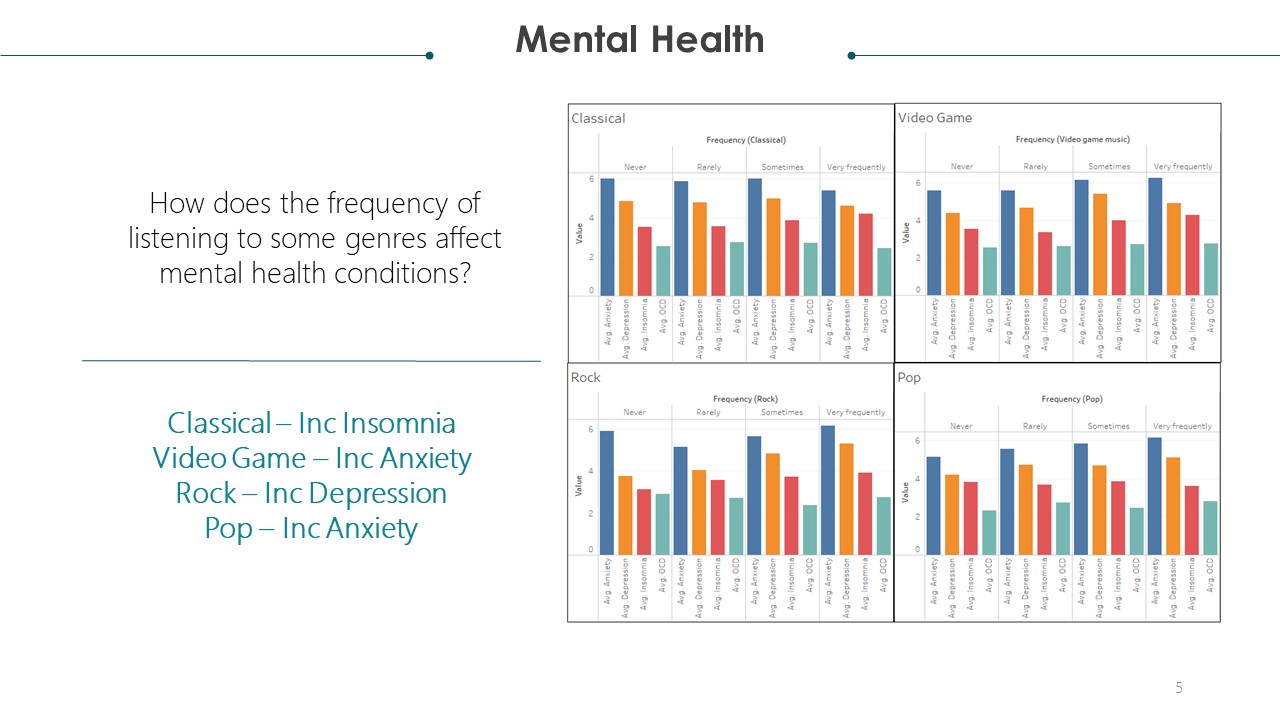 Mental Health
How does the frequency of
listening to some genres affect
mental health conditions?
Classical – Inc Insomnia
Video Game – Inc Anxiety
Rock – Inc Depression
Pop – Inc Anxiety
Classical
Frequency (Classical)
Never Rarely Sometimes Very frequently
6
4
2
0
Value
Avg. Anxiety Avg. Depression Avg. Insomnia Avg. OCD Avg. Anxiety Avg. Depression Avg. Insomnia Avg. OCD Avg. Anxiety Avg. Depression Avg. Insomnia Avg. OCD Avg. Anxiety Avg. Depression Avg. Insomnia Avg. OCD
Video Game
Frequency (Video game music)
Never Rarely Sometimes Very frequently
6
4
2
0
Value
Avg. Anxiety Avg. Depression Avg. Insomnia Avg. OCD Avg. Anxiety Avg. Depression Avg. Insomnia Avg. OCD Avg. Anxiety Avg. Depression Avg. Insomnia Avg. OCD Avg. Anxiety Avg. Depression Avg. Insomnia Avg. OCD
Rock
Frequency (Rock)
Never Rarely Sometimes Very frequently
6
4
2
0
Value
Avg. Anxiety Avg. Depression Avg. Insomnia Avg. OCD Avg. Anxiety Avg. Depression Avg. Insomnia Avg. OCD Avg. Anxiety Avg. Depression Avg. Insomnia Avg. OCD Avg. Anxiety Avg. Depression Avg. Insomnia Avg. OCD
Pop
Frequency (Pop)
Never Rarely Sometimes Very frequently
6
4
2
0
Value
Avg. Anxiety Avg. Depression Avg. Insomnia Avg. OCD Avg. Anxiety Avg. Depression Avg. Insomnia Avg. OCD Avg. Anxiety Avg. Depression Avg. Insomnia Avg. OCD Avg. Anxiety Avg. Depression Avg. Insomnia Avg. OCD
5